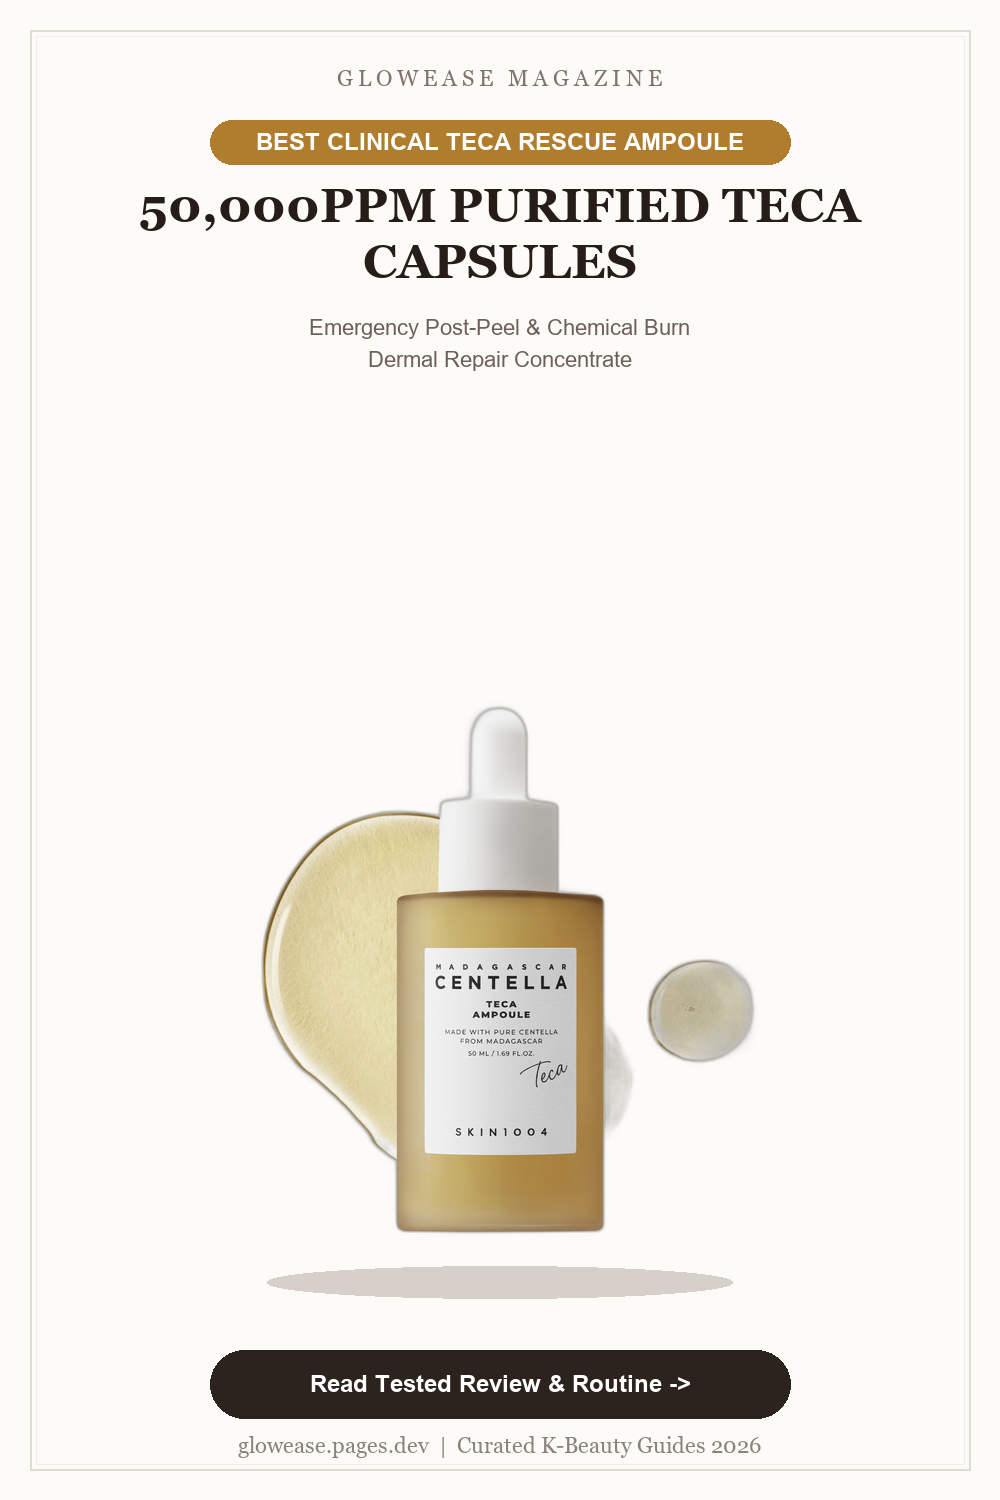 GLOWEASE MAGAZINE
BEST CLINICAL TECA RESCUE AMPOULE
50,000PPM PURIFIED TECA
CAPSULES
Emergency Post-Peel & Chemical Burn
Dermal Repair Concentrate
MADAGASCAR
CENTELLA
TECA
AMPOULE
MADE WITH PURE CENTELLA
FROM MADAGASCAR
50 ML / 1.69 FL.OZ.
Teca
SKIN1004
Read Tested Review & Routine ->
glowease.pages.dev | Curated K-Beauty Guides 2026